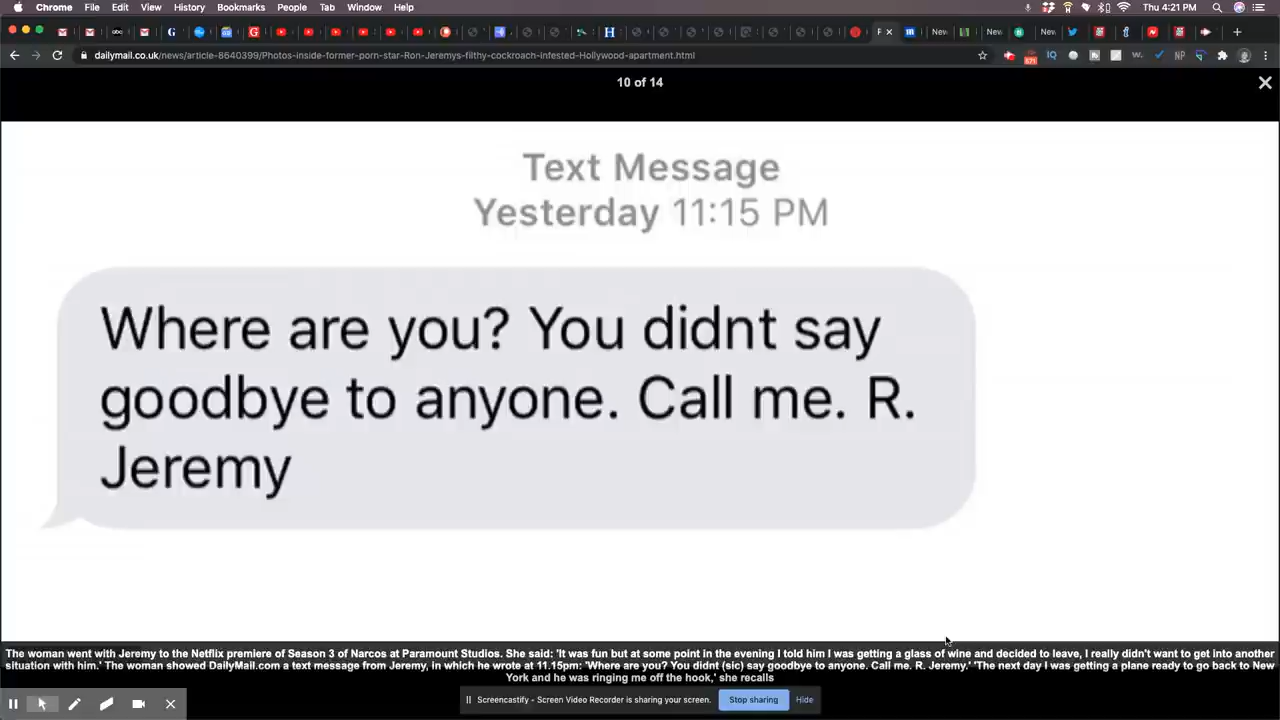 Chrome File Edit View History Bookmarks People Tab Window Help Thu 4:21 PM
dailymail.co.uk/news/article-8640399/Photos-inside-former-porn-star-Ron-Jeremys-filthy-cockroach-infested-Hollywood-apartment.html
10 of 14
Text Message
Yesterday 11:15 PM
Where are you? You didnt say
goodbye to anyone. Call me. R.
Jeremy
The woman went with Jeremy to the Netflix premiere of Season 3 of Narcos at Paramount Studios. She said: 'It was fun but at some point in the evening I told him I was getting a glass of wine and decided to leave, I really didn't want to get into another
situation with him.' The woman showed DailyMail.com a text message from Jeremy, in which he wrote at 11.15pm: 'Where are you? You didnt (sic) say goodbye to anyone. Call me. R. Jeremy.' 'The next day I was getting a plane ready to go back to New
York and he was ringing me off the hook,' she recalls
Screencastify - Screen Video Recorder is sharing your screen. Stop sharing Hide